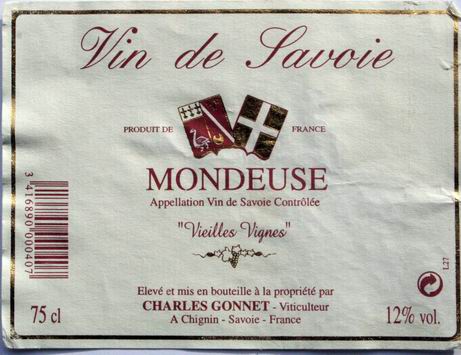 Vin de Savoie
PRODUIT DE FRANCE
MONDEUSE
Appellation Vin de Savoie Contrôlée
"Vieilles Vignes"
3 416890 000407
L27
Elevé et mis en bouteille à la propriété par
75 cl CHARLES GONNET - Viticulteur 12% vol.
A Chignin - Savoie - France